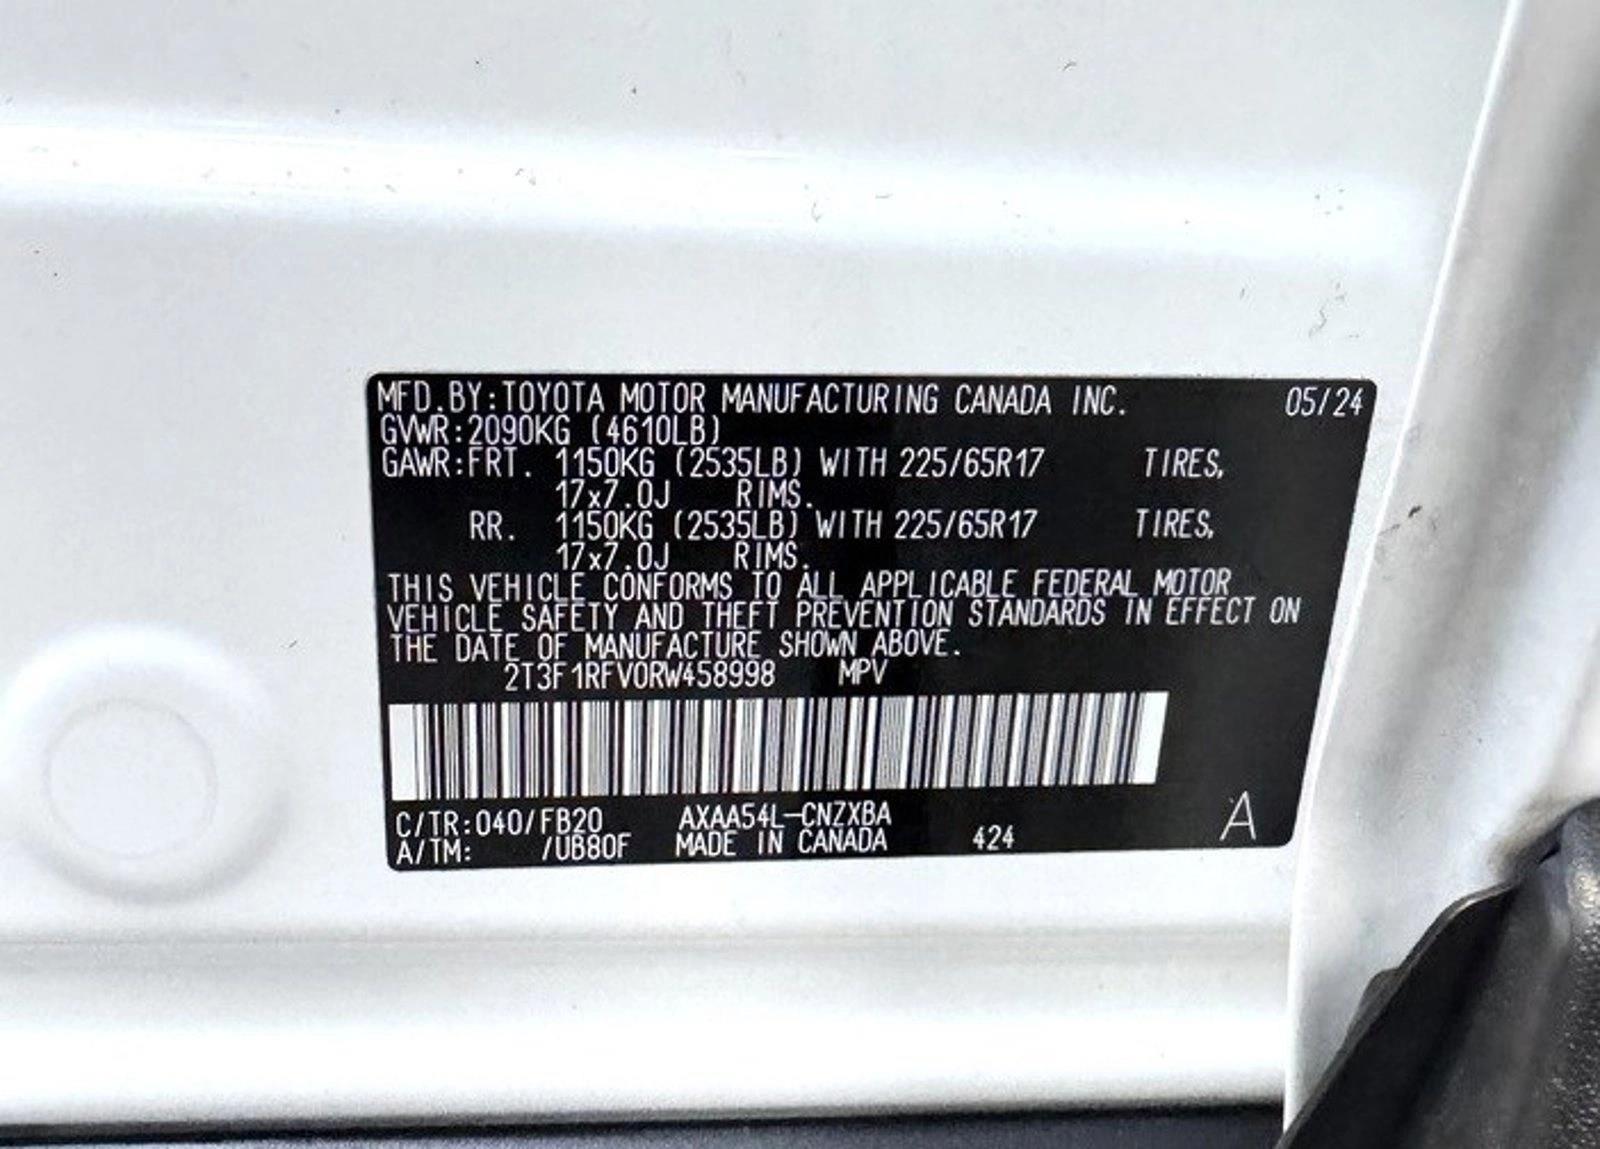 MFD.BY:TOYOTA MOTOR MANUFACTURING CANADA INC. 05/24
GVWR:2090KG (4610LB)
GAWR:FRT. 1150KG (2535LB) WITH 225/65R17 TIRES,
17x7.0J RIMS.
RR. 1150KG (2535LB) WITH 225/65R17 TIRES,
17x7.0J RIMS.
THIS VEHICLE CONFORMS TO ALL APPLICABLE FEDERAL MOTOR
VEHICLE SAFETY AND THEFT PREVENTION STANDARDS IN EFFECT ON
THE DATE OF MANUFACTURE SHOWN ABOVE.
2T3F1RFV0RW458998 MPV
C/TR:040/FB20 AXAA54L-CNZXBA
A/TM: /UB80F MADE IN CANADA 424 A